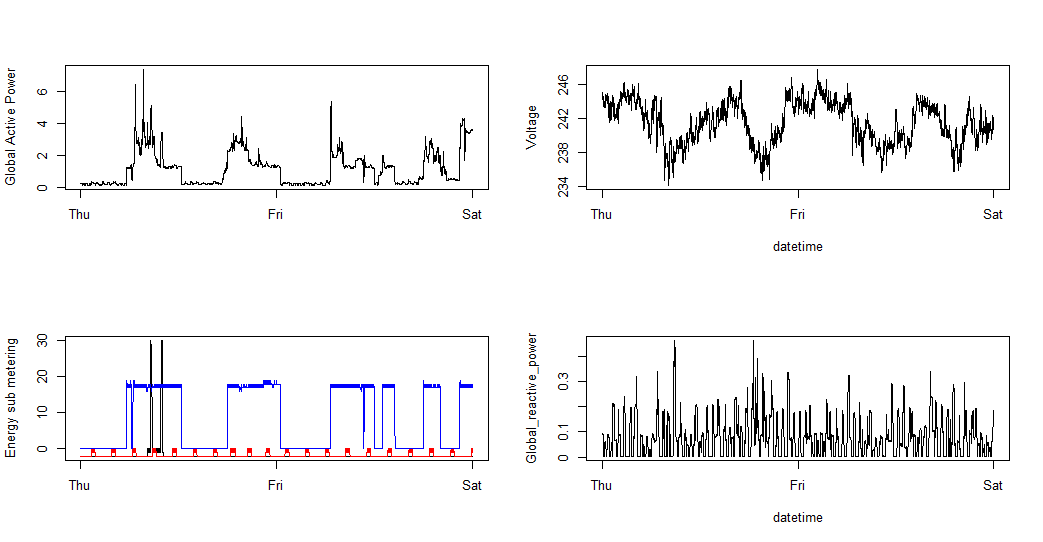 Global Active Power
0 2 4 6
Thu Fri Sat
Voltage
234 238 242 246
Thu Fri Sat
datetime
Energy sub metering
0 10 20 30
Thu Fri Sat
Global_reactive_power
0 0.1 0.3
Thu Fri Sat
datetime